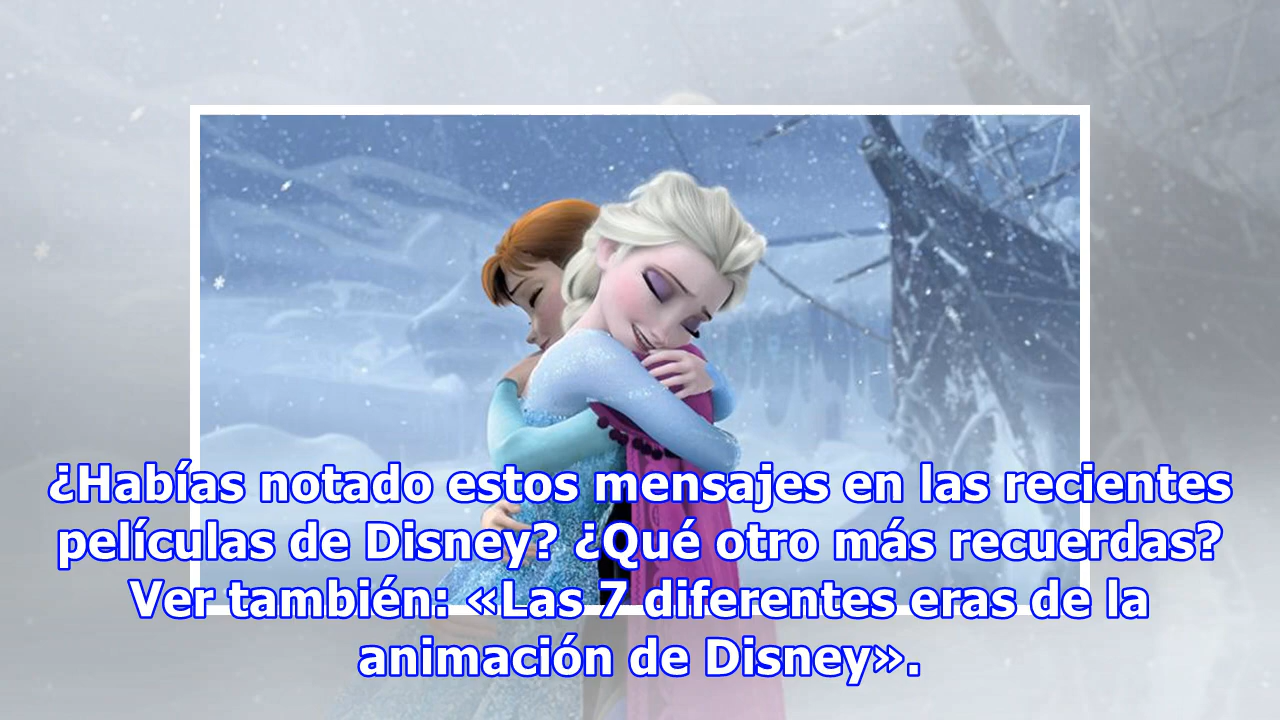 ¿Habías notado estos mensajes en las recientes
películas de Disney? ¿Qué otro más recuerdas?
Ver también: «Las 7 diferentes eras de la
animación de Disney».